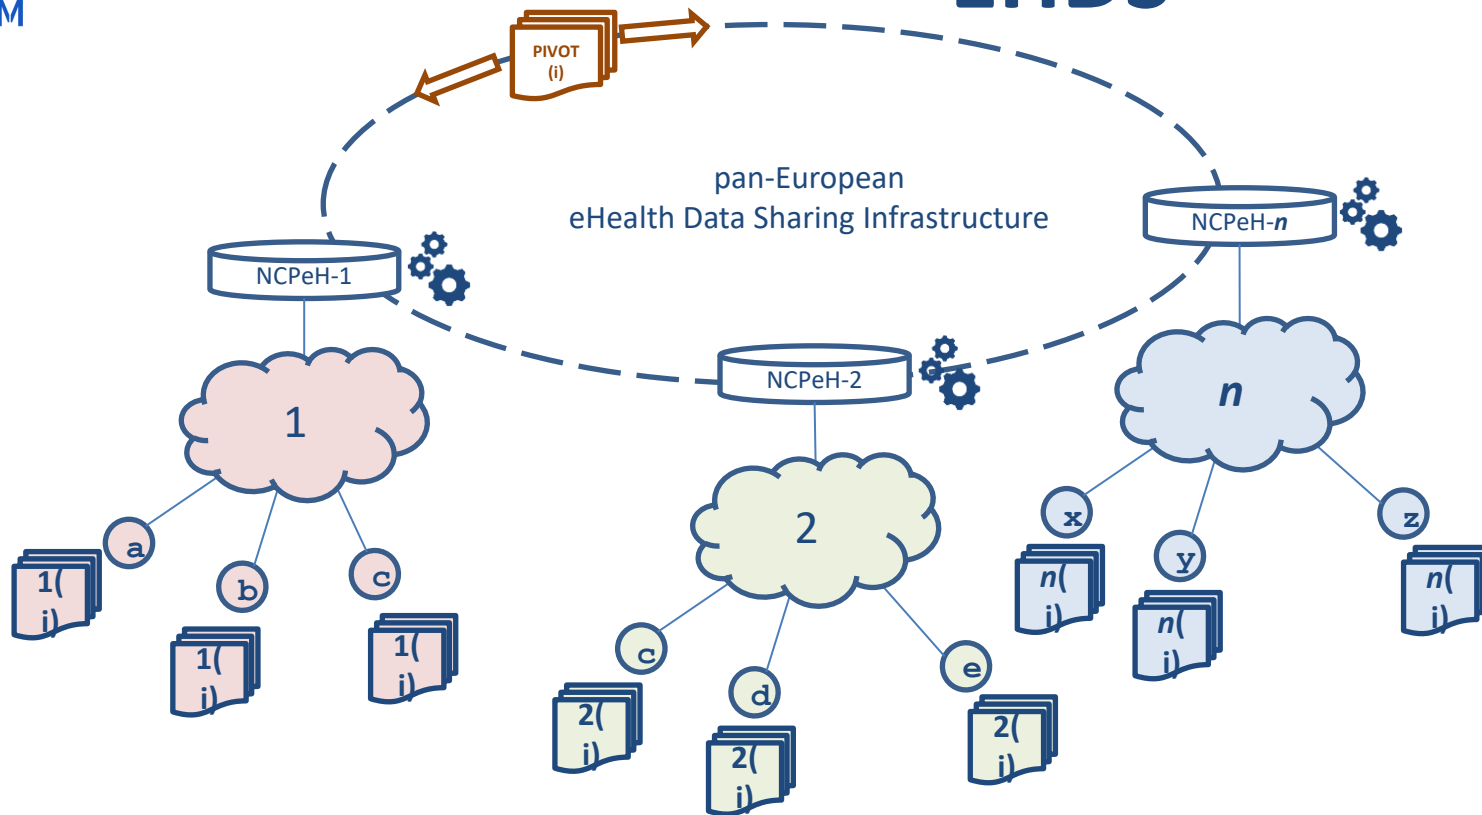 M
EHDS
PIVOT
(i)
pan-European
eHealth Data Sharing Infrastructure
NCPeH-n
NCPeH-1
NCPeH-2
1
n
2
a
b
c
x
y
z
1(
i)
1(
i)
1(
i)
n(
i)
n(
i)
n(
i)
c
d
e
2(
i)
2(
i)
2(
i)